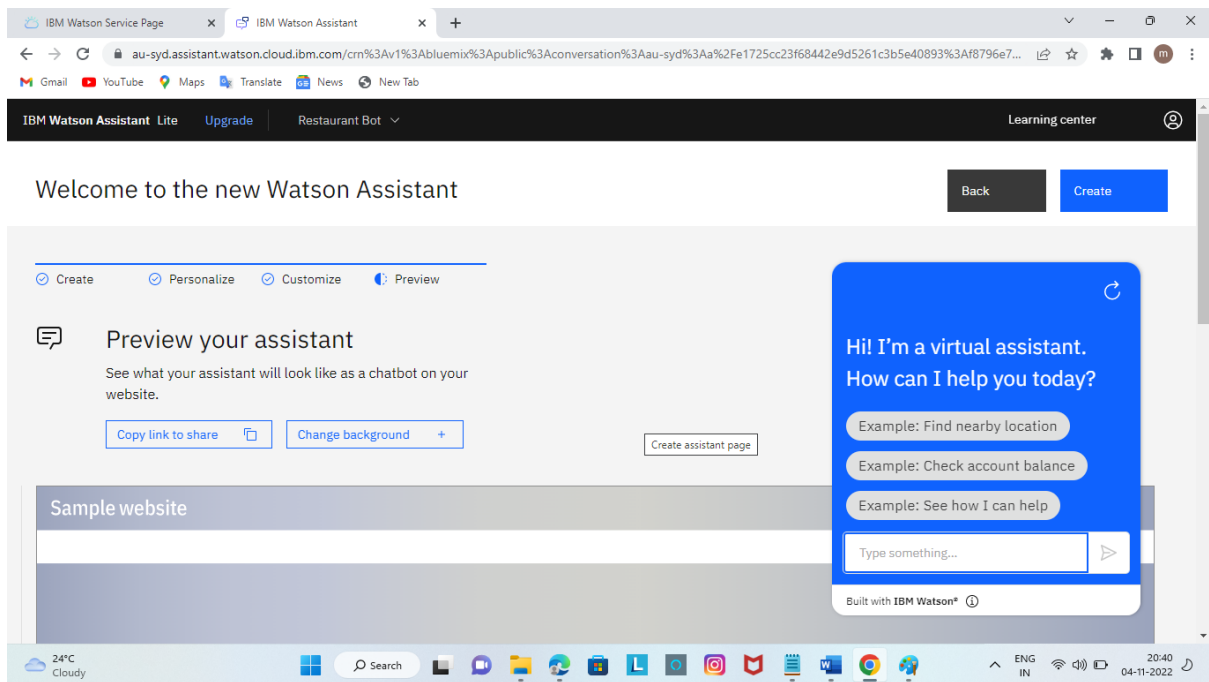 IBM Watson Service Page
IBM Watson Assistant
au-syd.assistant.watson.cloud.ibm.com/crn%3Av1%3Abluemix%3Apublic%3Aconversation%3Aau-syd%3Aa%2Fe1725cc23f68442e9d5261c3b5e40893%3Af8796e7...
m
Gmail YouTube Maps Translate News New Tab
IBM Watson Assistant Lite Upgrade Restaurant Bot Learning center
Welcome to the new Watson Assistant
Back Create
Create Personalize Customize Preview
Preview your assistant
See what your assistant will look like as a chatbot on your
website.
Copy link to share Change background +
Create assistant page
Sample website
Hi! I'm a virtual assistant.
How can I help you today?
Example: Find nearby location
Example: Check account balance
Example: See how I can help
Type something...
Built with IBM Watson®
24°C
Cloudy
Search
ENG
IN
20:40
04-11-2022